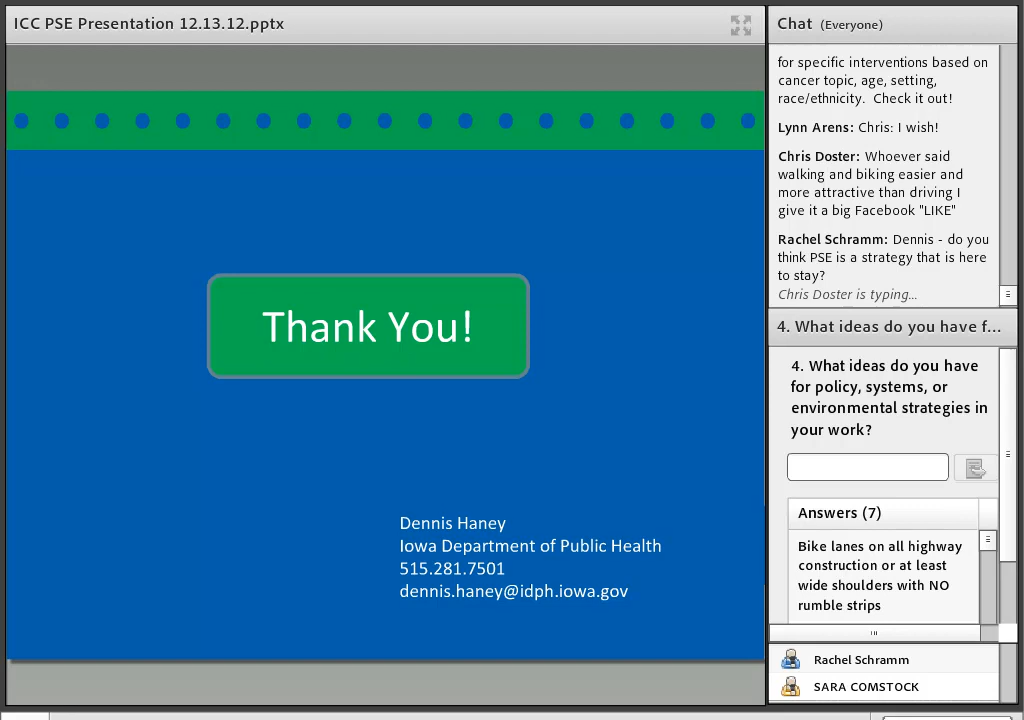 ICC PSE Presentation 12.13.12.pptx
Thank You!
Dennis Haney
Iowa Department of Public Health
515.281.7501
dennis.haney@idph.iowa.gov
Chat (Everyone)
for specific interventions based on
cancer topic, age, setting,
race/ethnicity. Check it out!
Lynn Arens: Chris: I wish!
Chris Doster: Whoever said
walking and biking easier and
more attractive than driving I
give it a big Facebook "LIKE"
Rachel Schramm: Dennis - do you
think PSE is a strategy that is here
to stay?
Chris Doster is typing...
4. What ideas do you have f...
4. What ideas do you have
for policy, systems, or
environmental strategies in
your work?
Answers (7)
Bike lanes on all highway
construction or at least
wide shoulders with NO
rumble strips
Rachel Schramm
SARA COMSTOCK